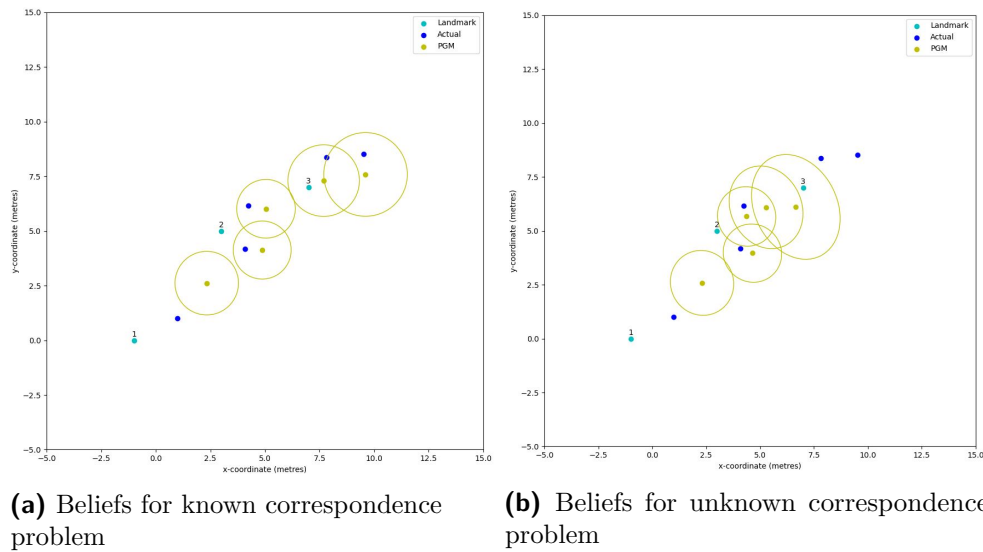 15.0
12.5
10.0
7.5
5.0
2.5
0.0
−2.5
−5.0
y-coordinate (metres)
Landmark
Actual
PGM
1
2
3
−5.0 −2.5 0.0 2.5 5.0 7.5 10.0 12.5 15.0
x-coordinate (metres)
(a) Beliefs for known correspondence
problem
15.0
12.5
10.0
7.5
5.0
2.5
0.0
−2.5
−5.0
y-coordinate (metres)
Landmark
Actual
PGM
1
2
3
−5.0 −2.5 0.0 2.5 5.0 7.5 10.0 12.5 15.0
x-coordinate (metres)
(b) Beliefs for unknown correspondence
problem